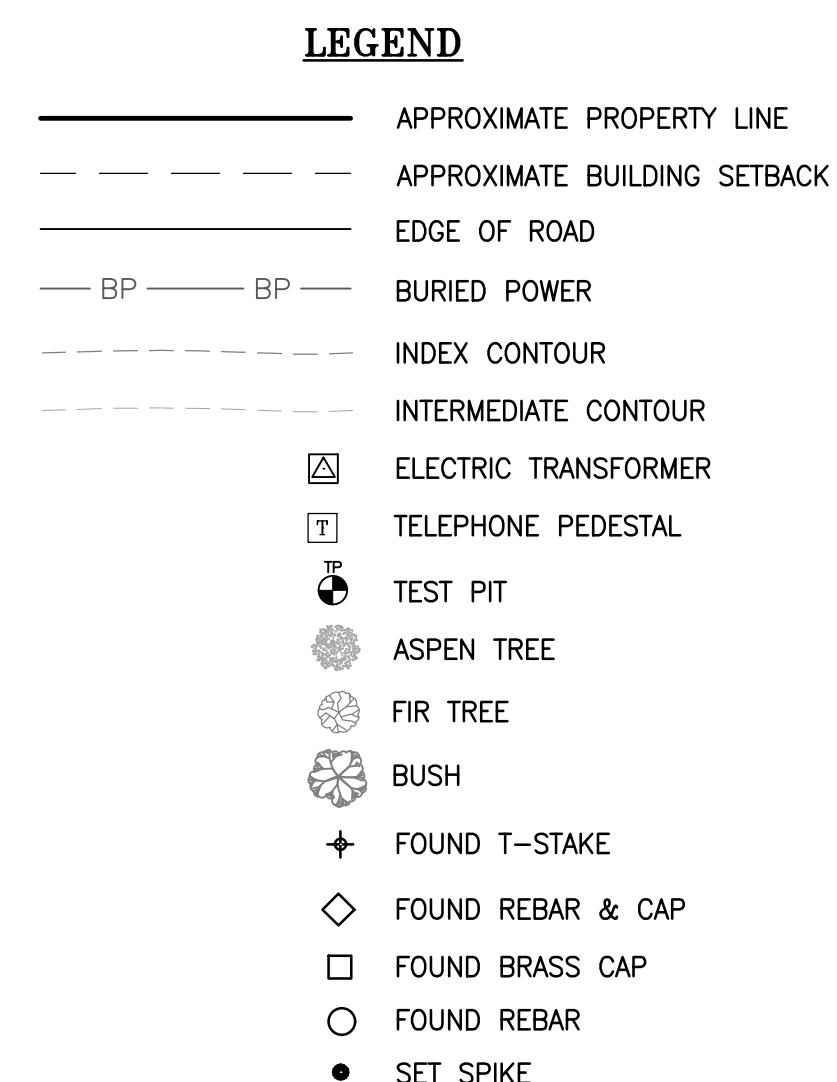 LEGEND
APPROXIMATE PROPERTY LINE
APPROXIMATE BUILDING SETBACK
EDGE OF ROAD
BP BP BURIED POWER
INDEX CONTOUR
INTERMEDIATE CONTOUR
ELECTRIC TRANSFORMER
T TELEPHONE PEDESTAL
TP
TEST PIT
ASPEN TREE
FIR TREE
BUSH
FOUND T-STAKE
FOUND REBAR & CAP
FOUND BRASS CAP
FOUND REBAR
SET SPIKE